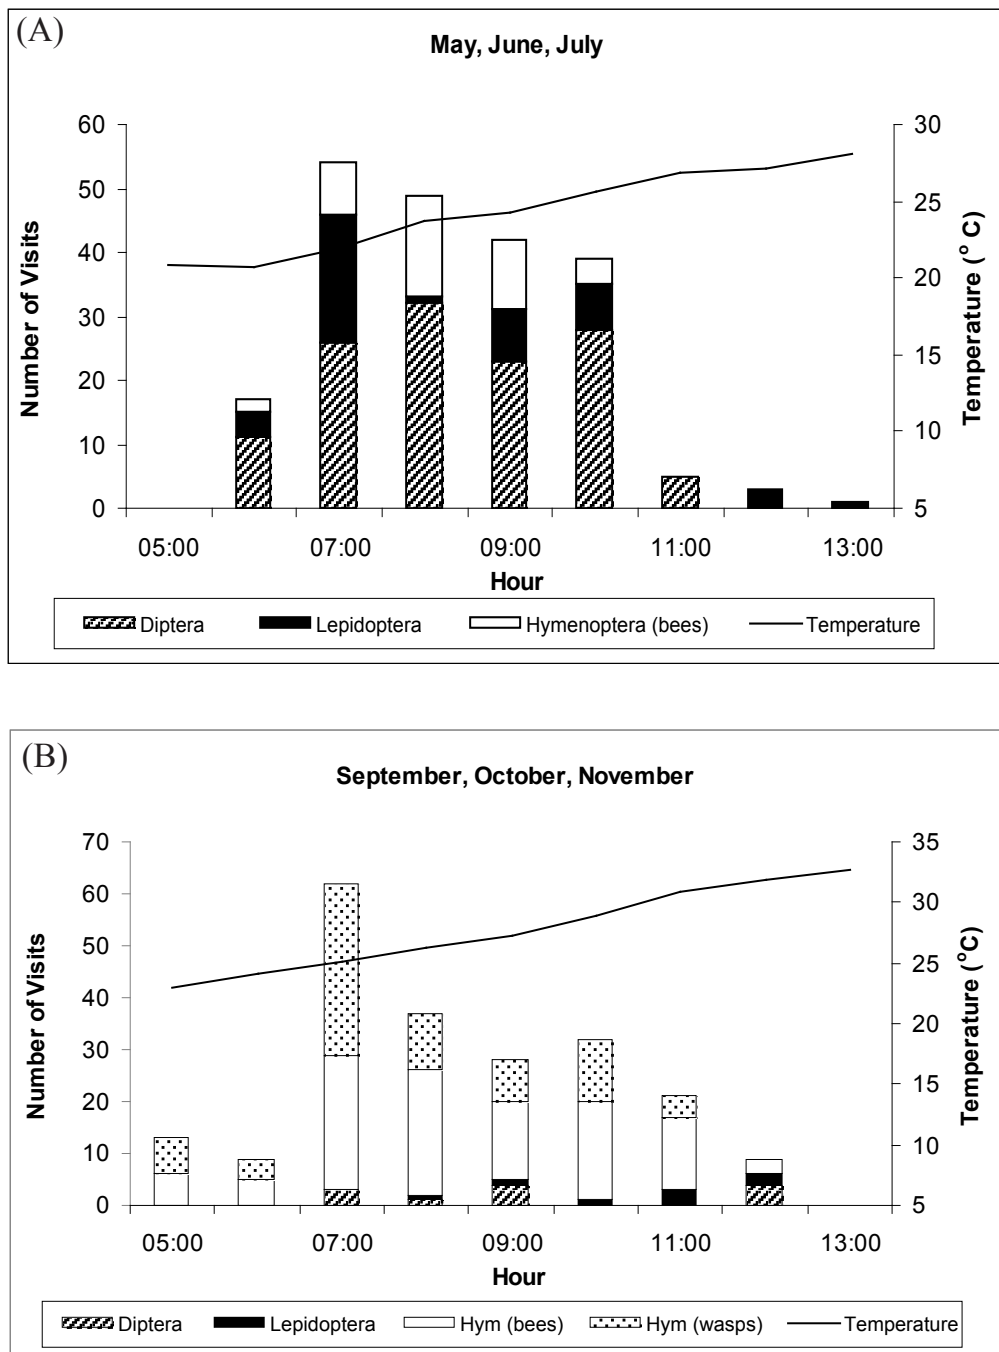 (A)
May, June, July
60
50
40
30
20
10
0
Number of Visits
30
25
20
15
10
5
Temperature (° C)
05:00 07:00 09:00 11:00 13:00
Hour
Diptera Lepidoptera Hymenoptera (bees) Temperature
(B)
September, October, November
70
60
50
40
30
20
10
0
Number of Visits
35
30
25
20
15
10
5
Temperature (°C)
05:00 07:00 09:00 11:00 13:00
Hour
Diptera Lepidoptera Hym (bees) Hym (wasps) Temperature